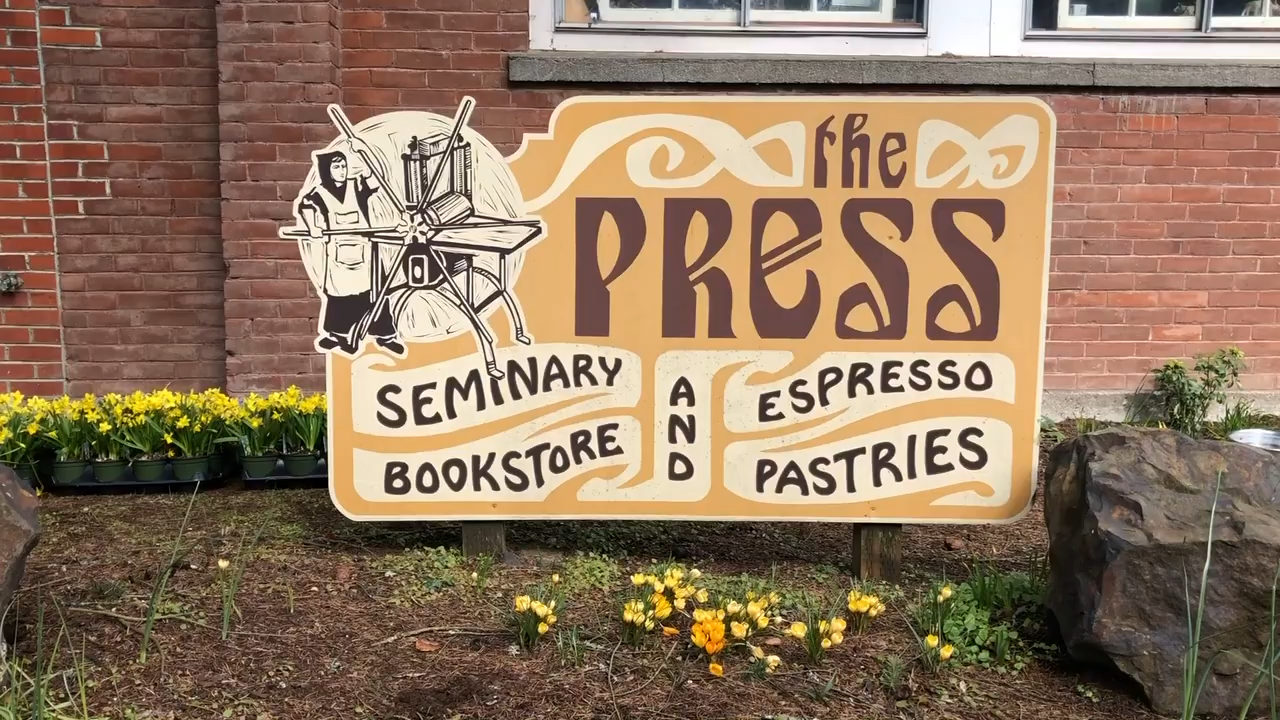 the
PRESS
SEMINARY
BOOKSTORE
AND
ESPRESSO
PASTRIES